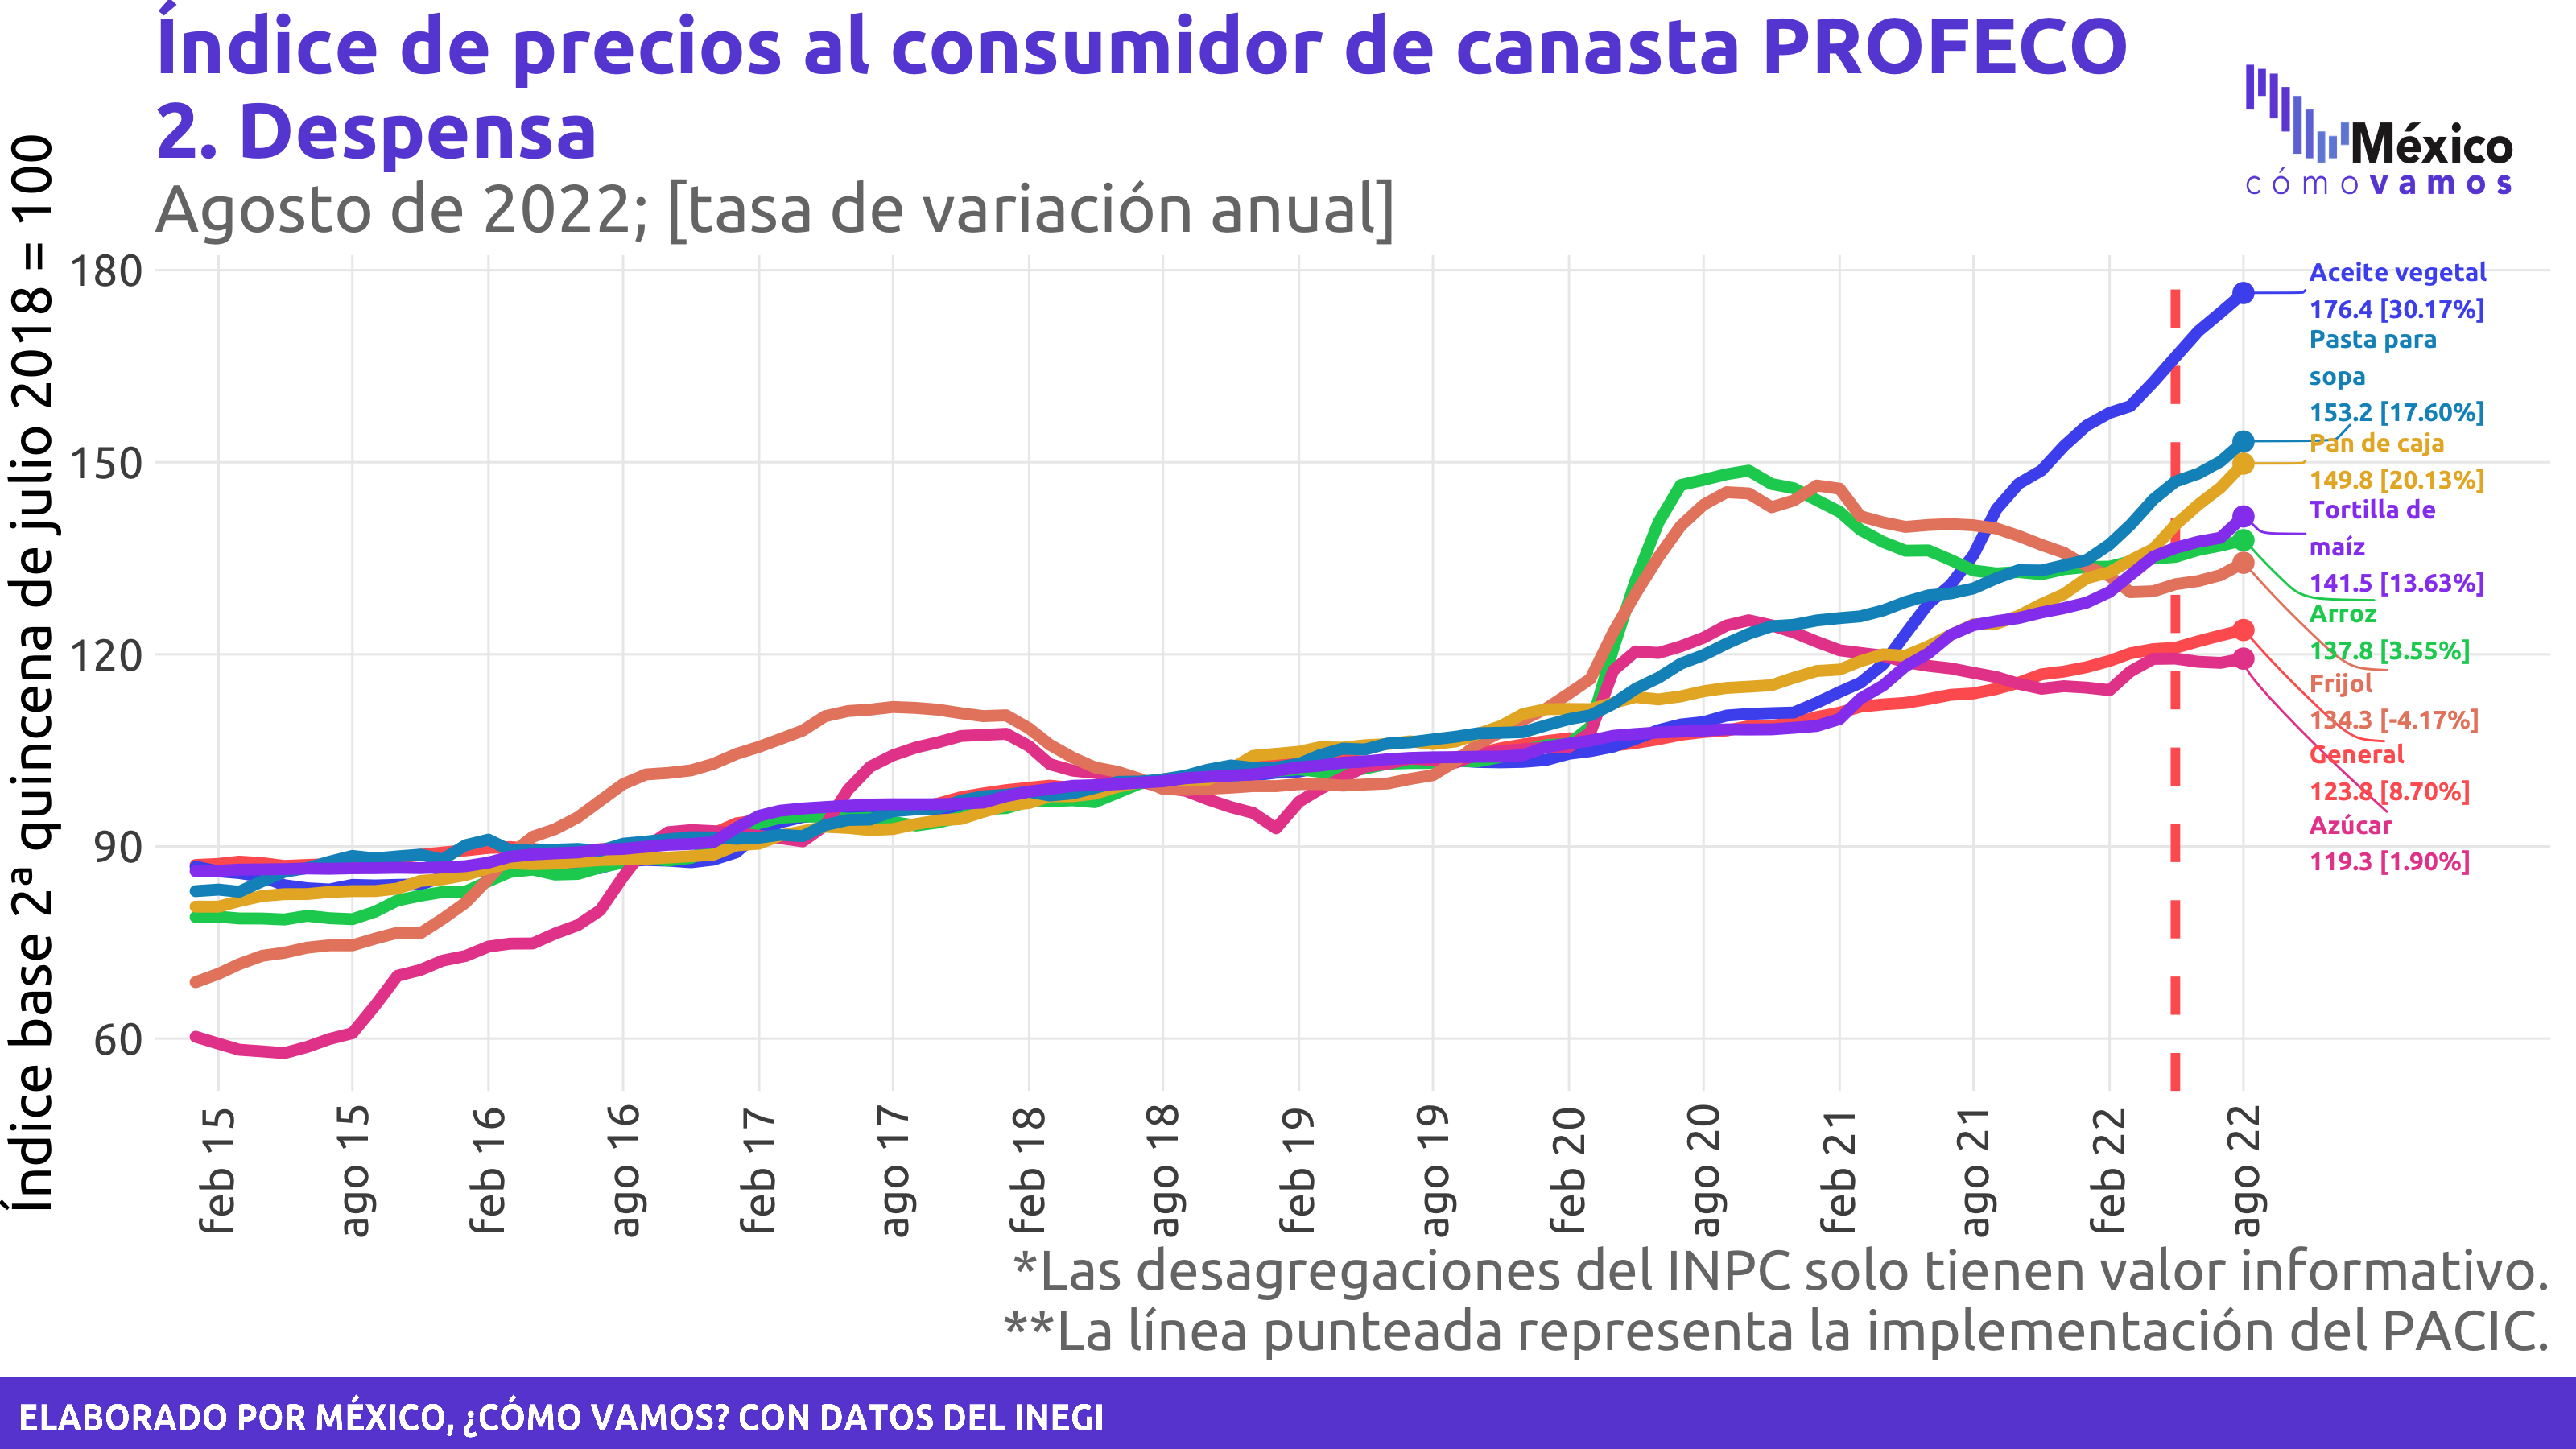 Índice de precios al consumidor de canasta PROFECO
2. Despensa
Agosto de 2022; [tasa de variación anual]
México
cómo vamos
Índice base 2ª quincena de julio 2018 = 100
180
150
120
90
60
Aceite vegetal
176.4 [30.17%]
Pasta para
sopa
153.2 [17.60%]
Pan de caja
149.8 [20.13%]
Tortilla de
maíz
141.5 [13.63%]
Arroz
137.8 [3.55%]
Frijol
134.3 [-4.17%]
General
123.8 [8.70%]
Azúcar
119.3 [1.90%]
feb 15
ago 15
feb 16
ago 16
feb 17
ago 17
feb 18
ago 18
feb 19
ago 19
feb 20
ago 20
feb 21
ago 21
feb 22
ago 22
*Las desagregaciones del INPC solo tienen valor informativo.
**La línea punteada representa la implementación del PACIC.
ELABORADO POR MÉXICO, ¿CÓMO VAMOS? CON DATOS DEL INEGI